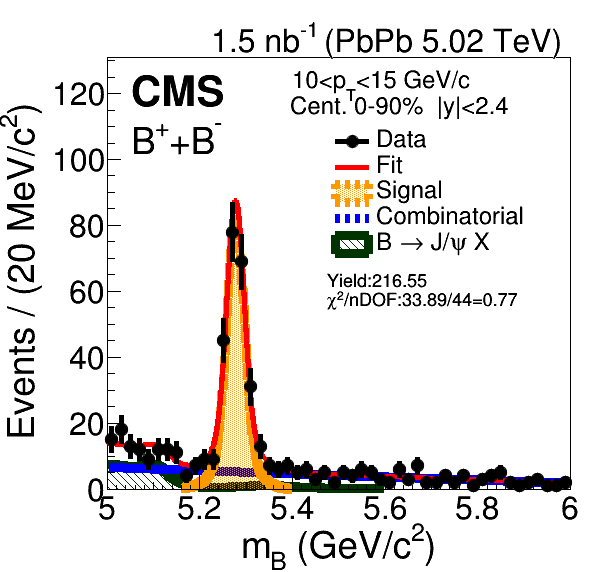 1.5 nb⁻¹ (PbPb 5.02 TeV)
CMS
B⁺+B⁻
10<p_T<15 GeV/c
Cent. 0-90% |y|<2.4
Data
Fit
Signal
Combinatorial
B → J/ψ X
Yield:216.55
χ²/nDOF:33.89/44=0.77
Events / (20 MeV/c²)
120
100
80
60
40
20
0
5 5.2 5.4 5.6 5.8 6
m_B (GeV/c²)